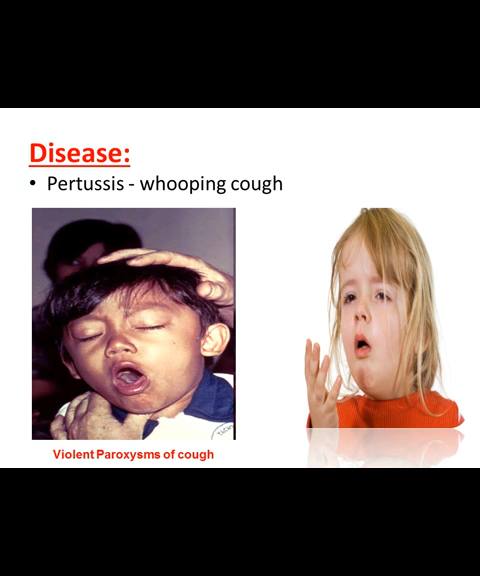 Disease:
• Pertussis - whooping cough
Violent Paroxysms of cough